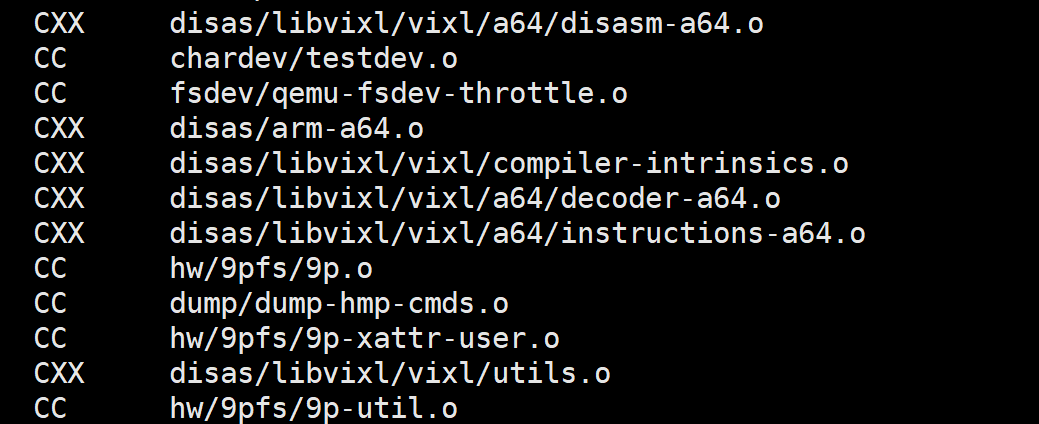 CXX     disas/libvixl/vixl/a64/disasm-a64.o
CC      chardev/testdev.o
CC      fsdev/qemu-fsdev-throttle.o
CXX     disas/arm-a64.o
CXX     disas/libvixl/vixl/compiler-intrinsics.o
CXX     disas/libvixl/vixl/a64/decoder-a64.o
CXX     disas/libvixl/vixl/a64/instructions-a64.o
CC      hw/9pfs/9p.o
CC      dump/dump-hmp-cmds.o
CC      hw/9pfs/9p-xattr-user.o
CXX     disas/libvixl/vixl/utils.o
CC      hw/9pfs/9p-util.o